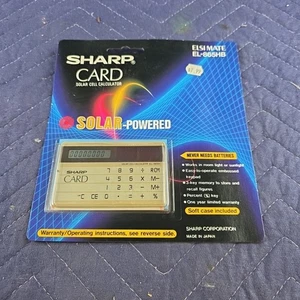 SHARP
ELSI MATE
EL-865HB
CARD
SOLAR CELL CALCULATOR
SOLAR-POWERED
NEVER NEEDS BATTERIES
• Works in room light or sunlight
• Easy-to-operate embossed keypad
• 3-key memory to store and recall figures
• Percent (%) key
• One year limited warranty
Soft case included
SHARP
CARD
7 8 9 ÷ RCM
4 5 6 × M-
1 2 3 - M+
C CE 0 = + %
Warranty/Operating instructions, see reverse side.
SHARP CORPORATION
MADE IN JAPAN